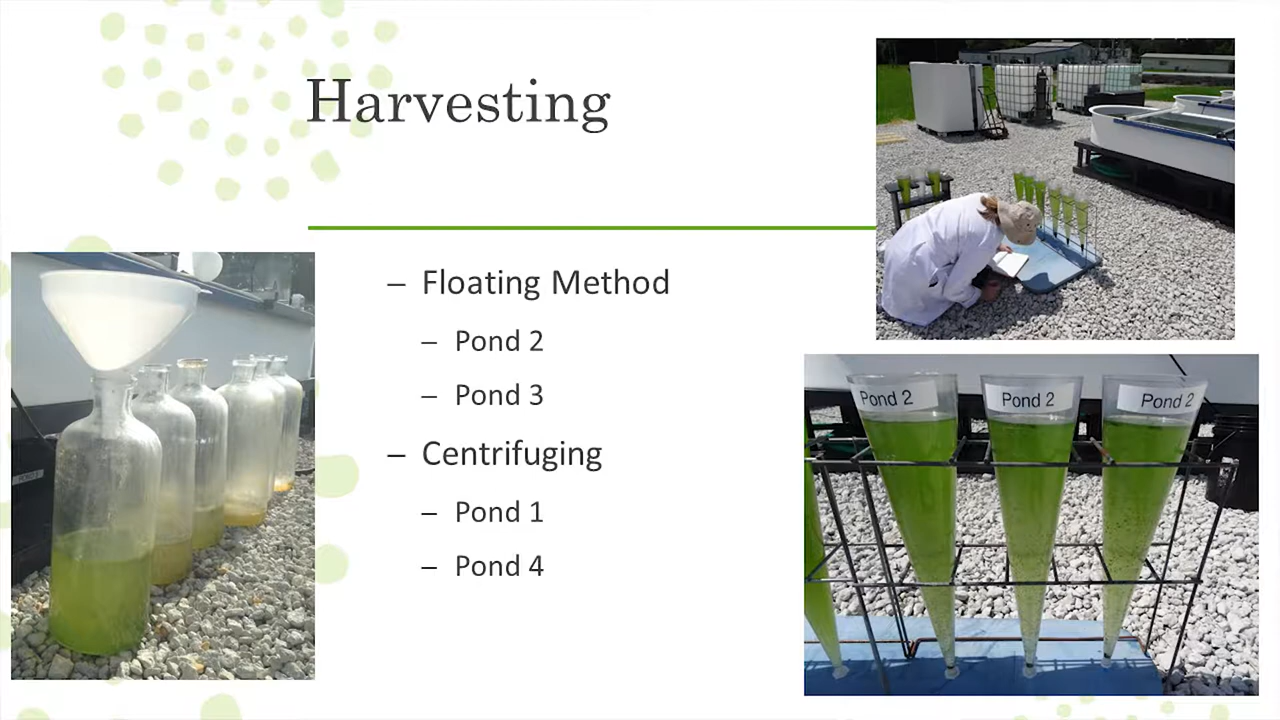 Harvesting
– Floating Method
– Pond 2
– Pond 3
– Centrifuging
– Pond 1
– Pond 4
Pond 2
Pond 2
Pond 2